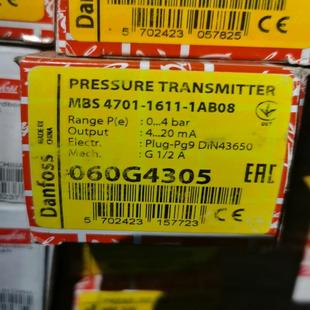 5 702423 057825
PRESSURE TRANSMITTER
MBS 4701-1611-1AB08
Range P(e) : 0...4 bar
Output : 4...20 mA
Electr. : Plug-Pg9 DiN43650
Mech. : G 1/2 A
060G4305
EAC
5 702423 157723
Danfoss
MADE IN
CHINA